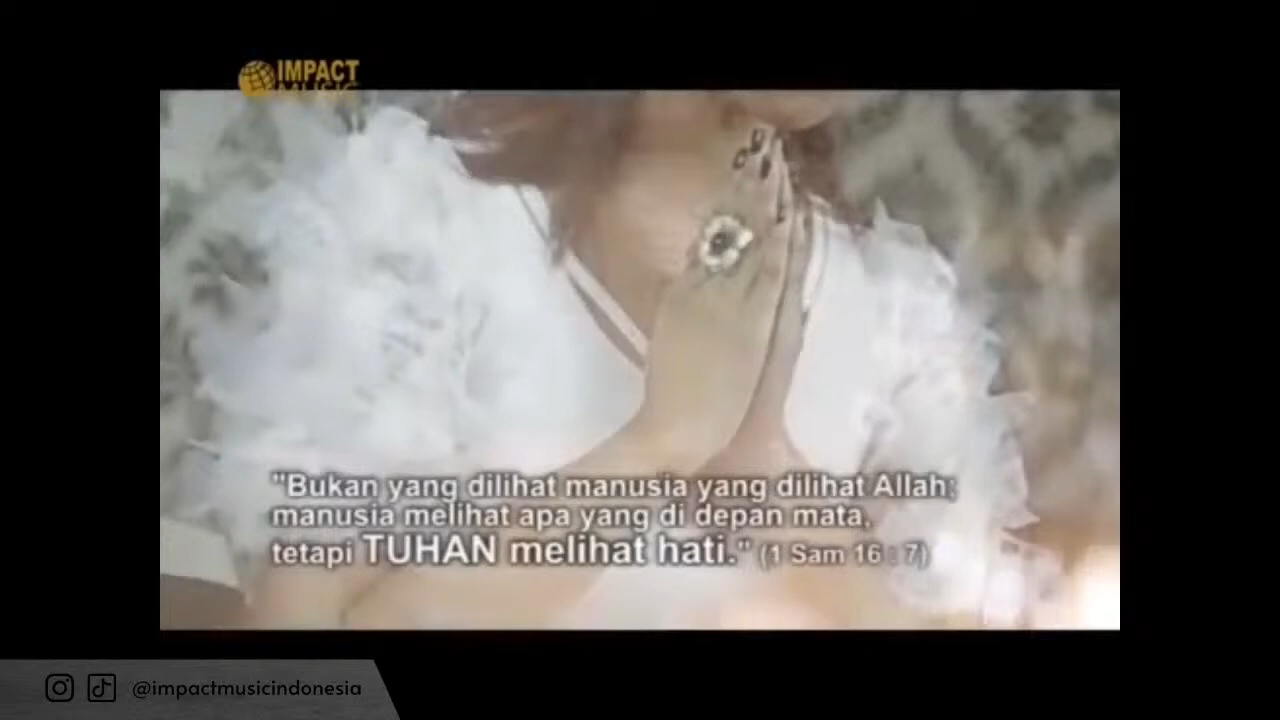 IMPACT
MUSIC
"Bukan yang dilihat manusia yang dilihat Allah;
manusia melihat apa yang di depan mata,
tetapi TUHAN melihat hati." (1 Sam 16 : 7)
@impactmusicindonesia